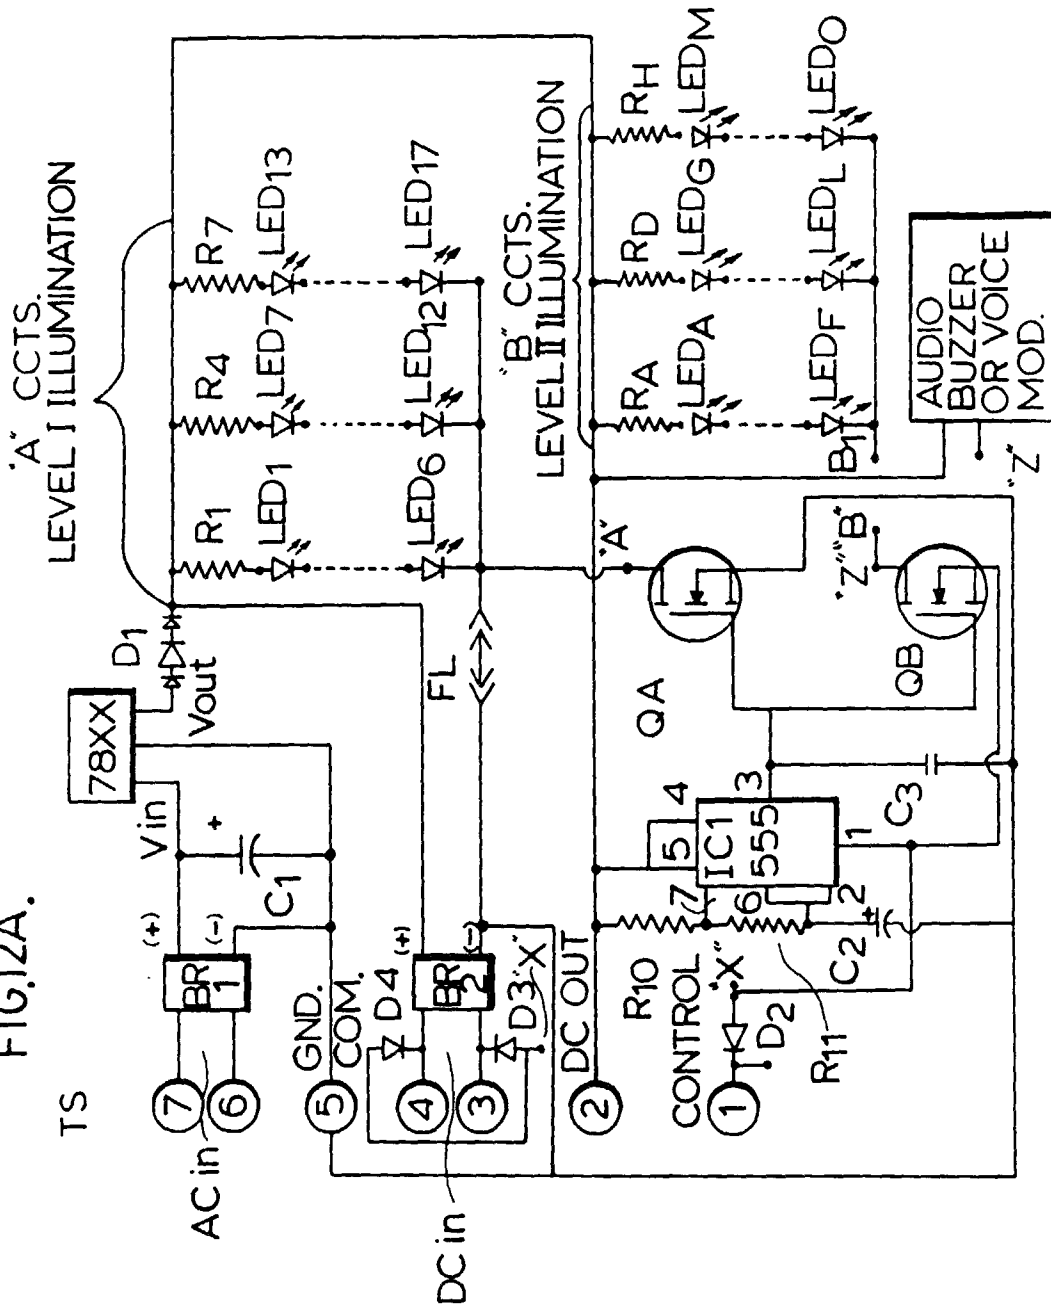 FIG.12A.
"A" CCTS.
LEVEL I ILLUMINATION
TS
7
6
5
4
3
2
1
AC in
DC in
GND.
COM.
DC OUT
CONTROL
BR
1
(+)
(-)
Vin
+
C1
78XX
Vout
D1
R1
R4
R7
LED1
LED7
LED13
LED6
LED12
LED17
D4
BR
2
(+)
(-)
D3
"X"
FL
"B" CCTS.
LEVEL II ILLUMINATION
RA
RD
RH
LEDA
LEDG
LEDM
LEDF
LEDL
LEDO
B1
AUDIO
BUZZER
OR VOICE
MOD.
"Z"
"A"
QA
"Z" "B"
QB
R10
7
5
4
IC1
555
3
6
2
1
C3
+
C2
"X"
D2
R11